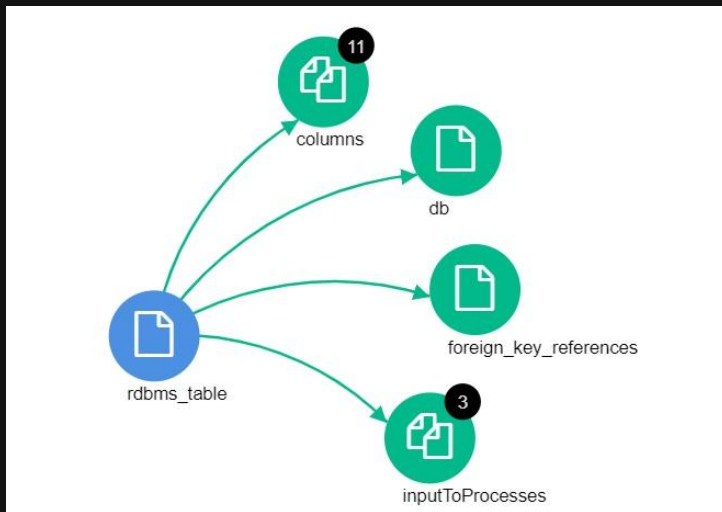 11
columns
db
foreign_key_references
rdbms_table
3
inputToProcesses